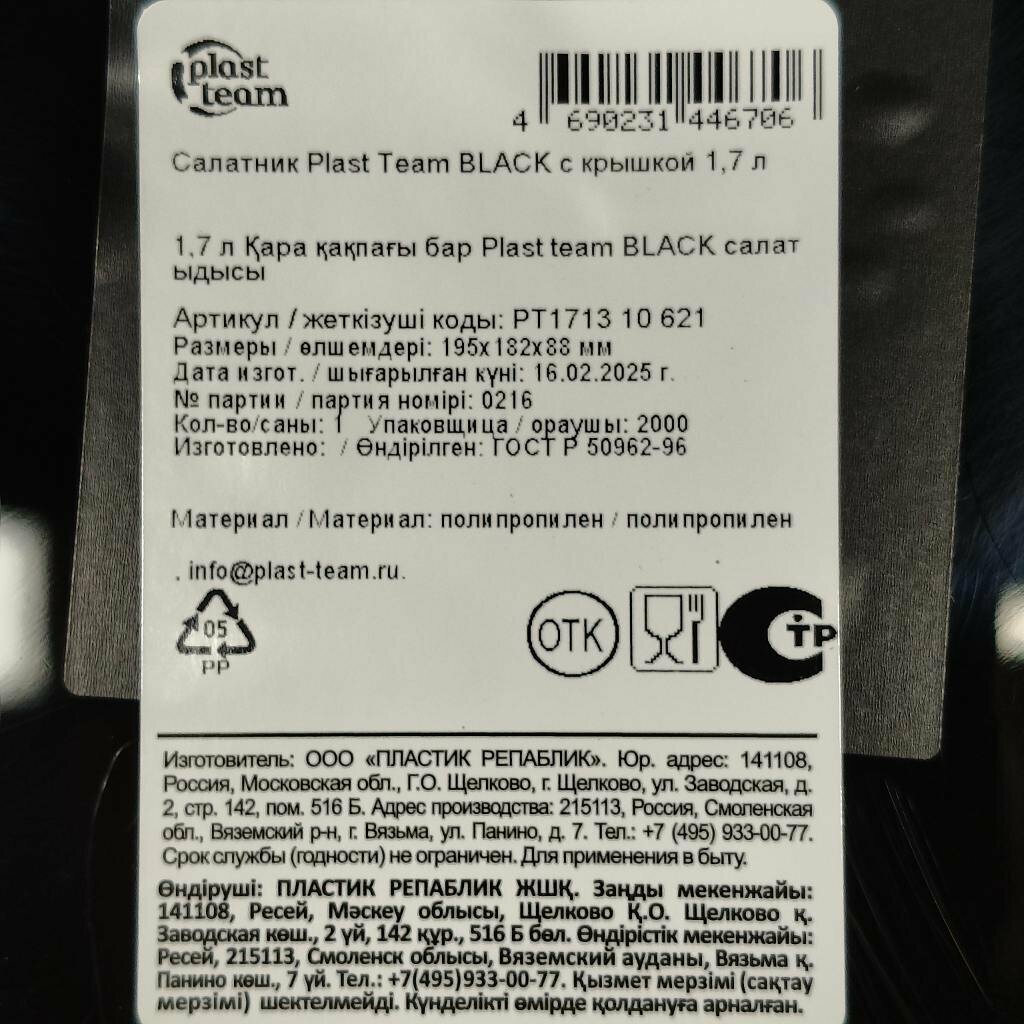 plast
team
4 690231 446706
Салатник Plast Team BLACK с крышкой 1,7 л
1,7 л Қара қақпағы бар Plast team BLACK салат
ыдысы
Артикул / жеткізуші коды: PT1713 10 621
Размеры / өлшемдері: 195x182x88 мм
Дата изгот. / шығарылған күні: 16.02.2025 г.
№ партии / партия номірі: 0216
Кол-во/саны: 1 Упаковщица / ораушы: 2000
Изготовлено: / Өндірілген: ГОСТ Р 50962-96
Материал / Материал: полипропилен / полипропилен
. info@plast-team.ru.
05
PP
ОТК
ТР
Изготовитель: ООО «ПЛАСТИК РЕПАБЛИК». Юр. адрес: 141108,
Россия, Московская обл., Г.О. Щелково, г. Щелково, ул. Заводская, д.
2, стр. 142, пом. 516 Б. Адрес производства: 215113, Россия, Смоленская
обл., Вяземский р-н, г. Вязьма, ул. Панино, д. 7. Тел.: +7 (495) 933-00-77.
Срок службы (годности) не ограничен. Для применения в быту.
Өндіруші: ПЛАСТИК РЕПАБЛИК ЖШҚ. Заңды мекенжайы:
141108, Ресей, Мәскеу облысы, Щелково Қ.О. Щелково қ.
Заводская көш., 2 үй, 142 құр., 516 Б бөл. Өндірістік мекенжайы:
Ресей, 215113, Смоленск облысы, Вяземский ауданы, Вязьма қ.
Панино көш., 7 үй. Тел.: +7(495)933-00-77. Қызмет мерзімі (сақтау
мерзімі) шектелмейді. Күнделікті өмірде қолдануға арналған.